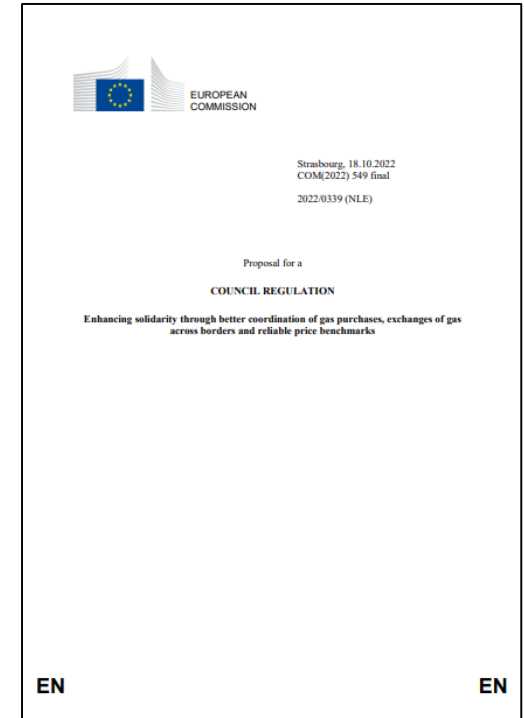 EUROPEAN
COMMISSION
Strasbourg, 18.10.2022
COM(2022) 549 final
2022/0339 (NLE)
Proposal for a
COUNCIL REGULATION
Enhancing solidarity through better coordination of gas purchases, exchanges of gas
across borders and reliable price benchmarks
EN
EN